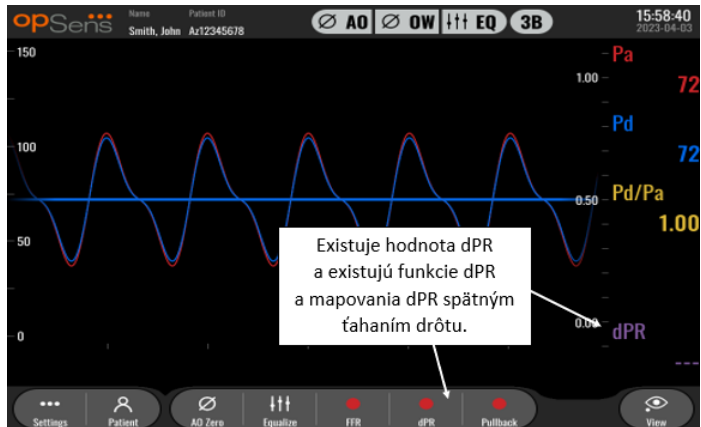 opSens
Name Patient ID
Smith, John Az12345678
AO OW EQ 3B
15:58:40
2023-04-03
150
100
50
0
1.00
0.50
0.00
Pa
72
Pd
72
Pd/Pa
1.00
dPR
---
Existuje hodnota dPR
a existujú funkcie dPR
a mapovania dPR spätným
ťahaním drôtu.
Settings Patient AO Zero Equalize FFR dPR Pullback View